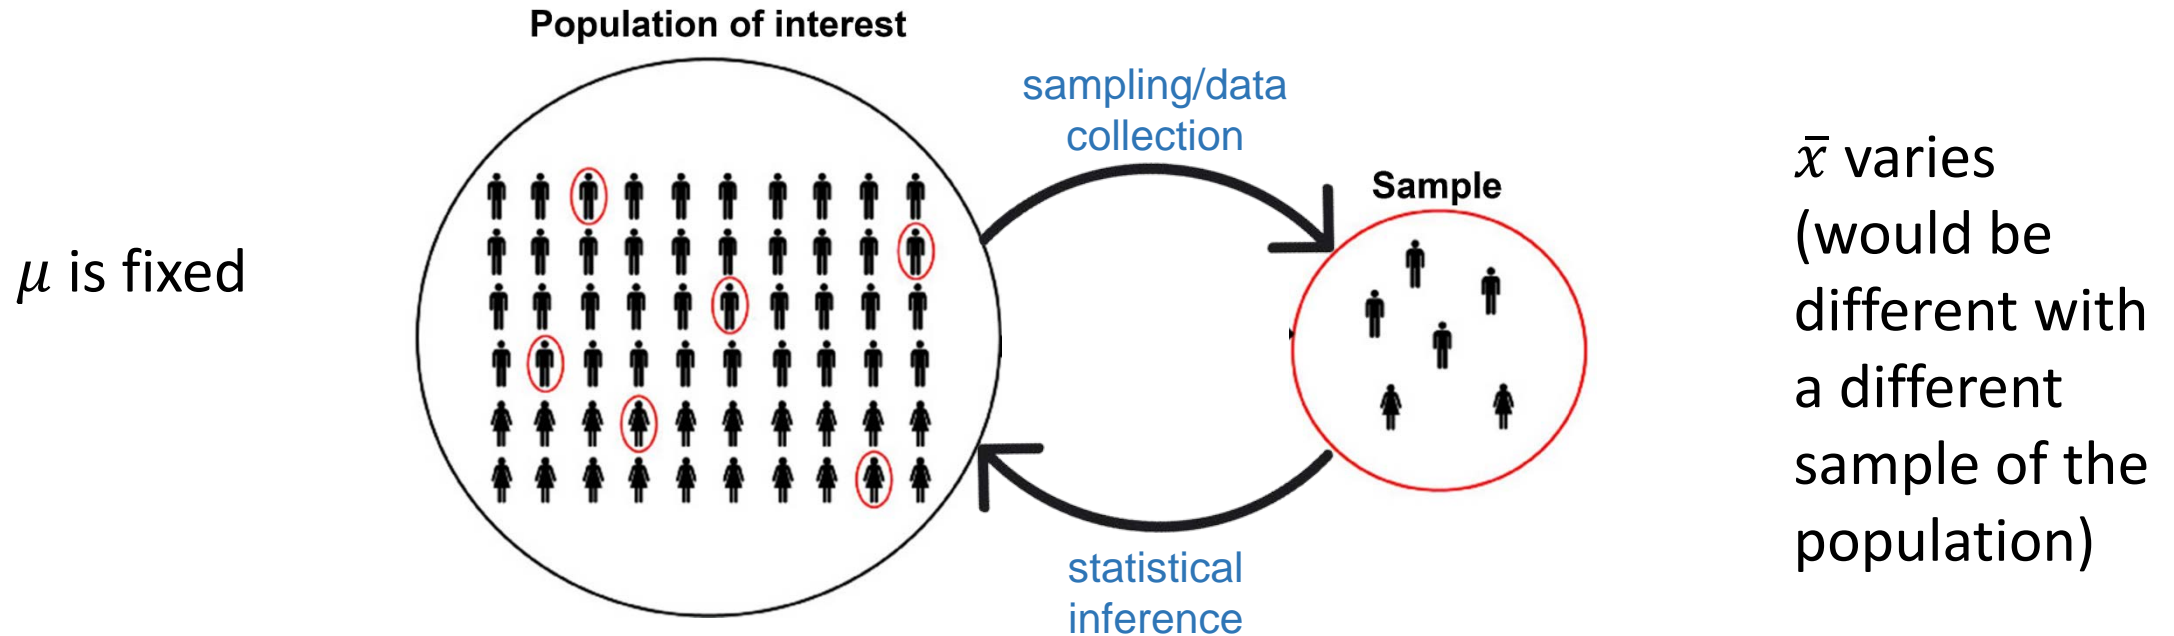 Population of interest
sampling/data
collection
Sample
μ is fixed
x̄ varies
(would be
different with
a different
sample of the
population)
statistical
inference